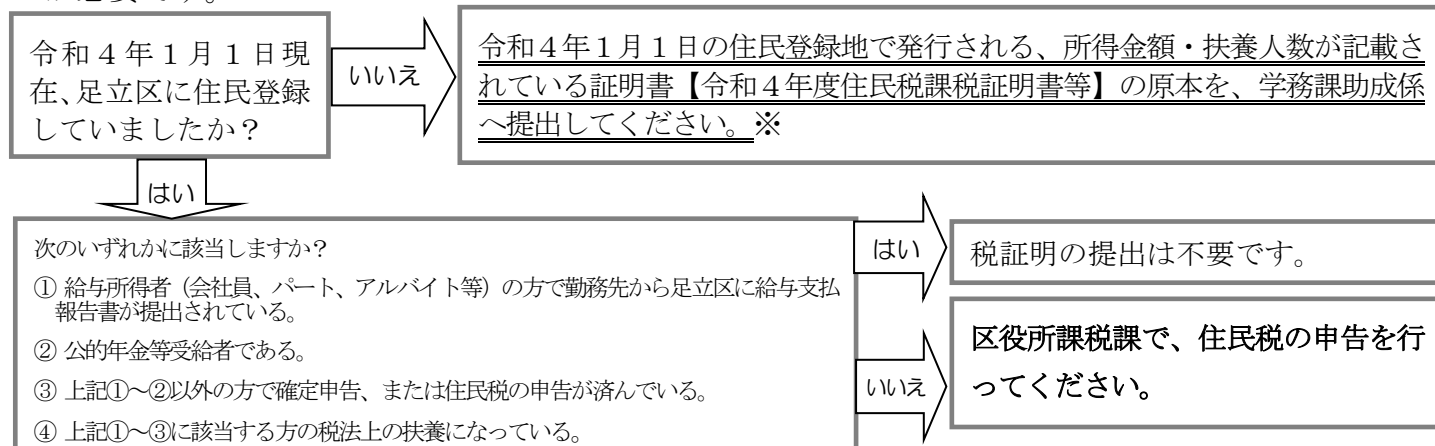 令和４年１月１日現
在、足立区に住民登録
していましたか？
いいえ
令和４年１月１日の住民登録地で発行される、所得金額・扶養人数が記載さ
れている証明書【令和４年度住民税課税証明書等】の原本を、学務課助成係
へ提出してください。※
はい
次のいずれかに該当しますか？
① 給与所得者（会社員、パート、アルバイト等）の方で勤務先から足立区に給与支払
報告書が提出されている。
② 公的年金等受給者である。
③ 上記①～②以外の方で確定申告、または住民税の申告が済んでいる。
④ 上記①～③に該当する方の税法上の扶養になっている。
はい
税証明の提出は不要です。
いいえ
区役所課税課で、住民税の申告を行
ってください。